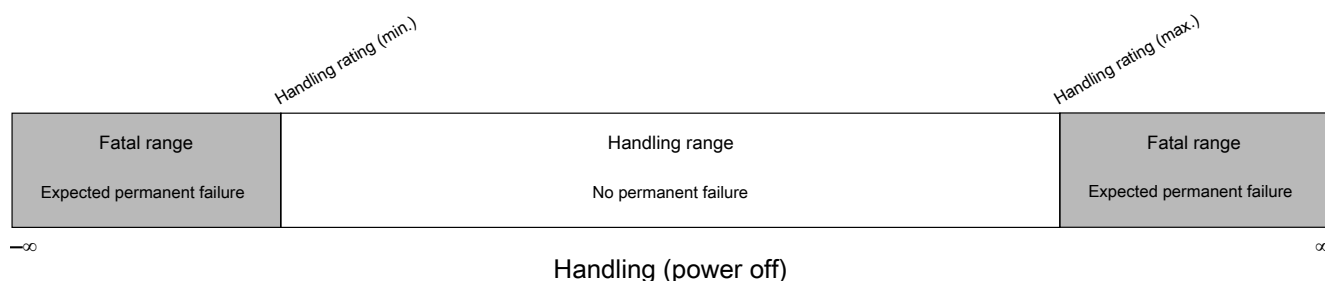 Handling rating (min.)
Handling rating (max.)
Fatal range
Handling range
Fatal range
Expected permanent failure
No permanent failure
Expected permanent failure
–∞
∞
Handling (power off)